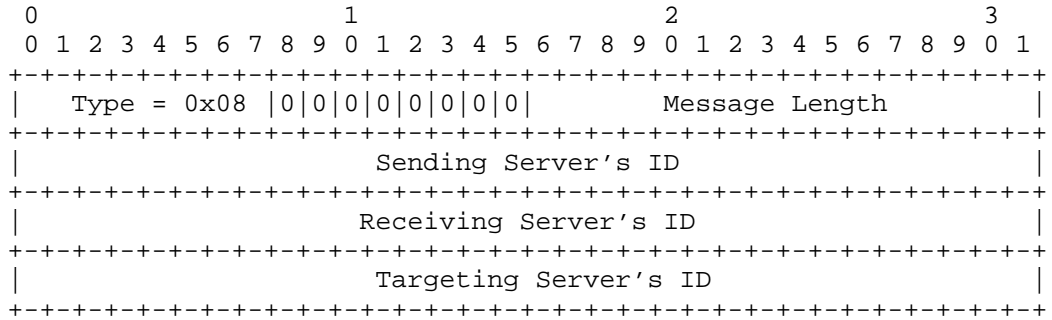 0                   1                   2                   3
 0 1 2 3 4 5 6 7 8 9 0 1 2 3 4 5 6 7 8 9 0 1 2 3 4 5 6 7 8 9 0 1
+-+-+-+-+-+-+-+-+-+-+-+-+-+-+-+-+-+-+-+-+-+-+-+-+-+-+-+-+-+-+-+-+
|   Type = 0x08 |0|0|0|0|0|0|0|0|        Message Length         |
+-+-+-+-+-+-+-+-+-+-+-+-+-+-+-+-+-+-+-+-+-+-+-+-+-+-+-+-+-+-+-+-+
|                      Sending Server’s ID                      |
+-+-+-+-+-+-+-+-+-+-+-+-+-+-+-+-+-+-+-+-+-+-+-+-+-+-+-+-+-+-+-+-+
|                     Receiving Server’s ID                     |
+-+-+-+-+-+-+-+-+-+-+-+-+-+-+-+-+-+-+-+-+-+-+-+-+-+-+-+-+-+-+-+-+
|                      Targeting Server’s ID                    |
+-+-+-+-+-+-+-+-+-+-+-+-+-+-+-+-+-+-+-+-+-+-+-+-+-+-+-+-+-+-+-+-+